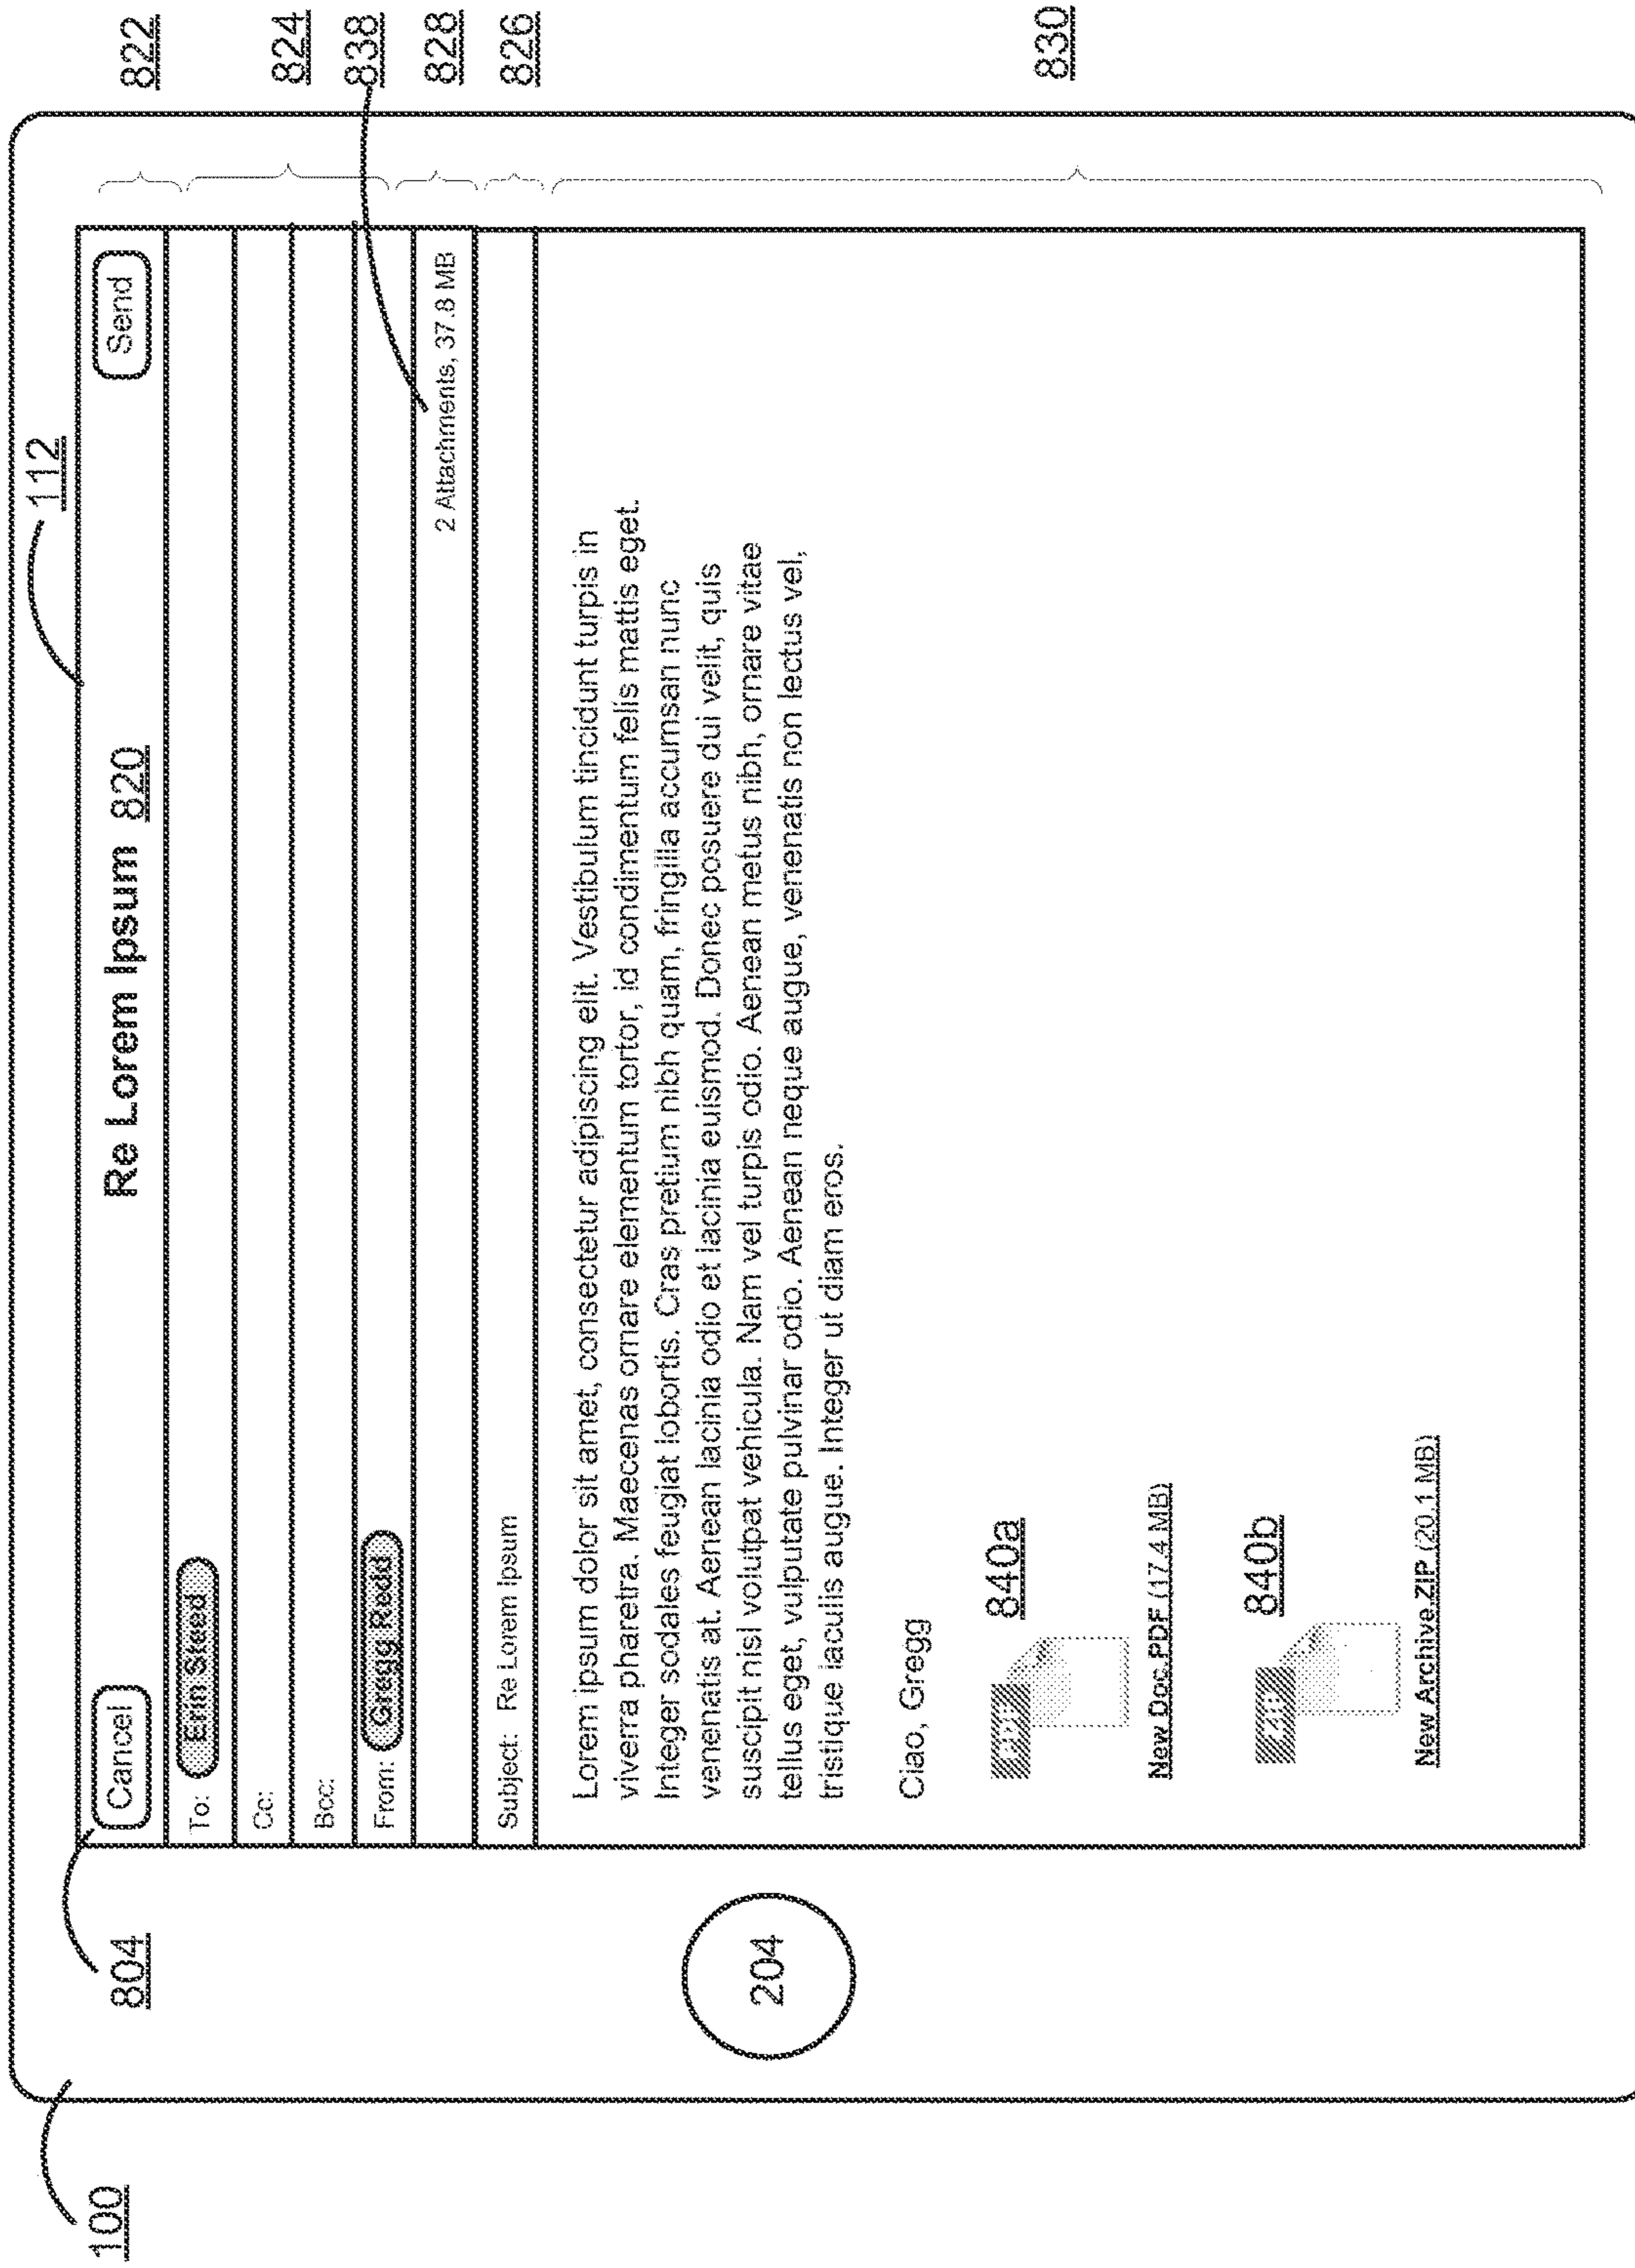 100
804
112
822
824
838
828
826
830
204
Cancel
Re Lorem Ipsum 820
Send
To: Erin Steed
Cc:
Bcc:
From: Gregg Redd
2 Attachments, 37.8 MB
Subject: Re Lorem Ipsum
Lorem ipsum dolor sit amet, consectetur adipiscing elit. Vestibulum tincidunt turpis in
viverra pharetra. Maecenas ornare elementum tortor, id condimentum felis mattis eget.
Integer sodales feugiat lobortis. Cras pretium nibh quam, fringilla accumsan nunc
venenatis at. Aenean lacinia odio et lacinia euismod. Donec posuere dui velit, quis
suscipit nisl volutpat vehicula. Nam vel turpis odio. Aenean metus nibh, ornare vitae
tellus eget, vulputate pulvinar odio. Aenean neque augue, venenatis non lectus vel,
tristique iaculis augue. Integer ut diam eros.
Ciao, Gregg
840a
PDF
New Doc.PDF (17.4 MB)
840b
ZIP
New Archive.ZIP (20.1 MB)